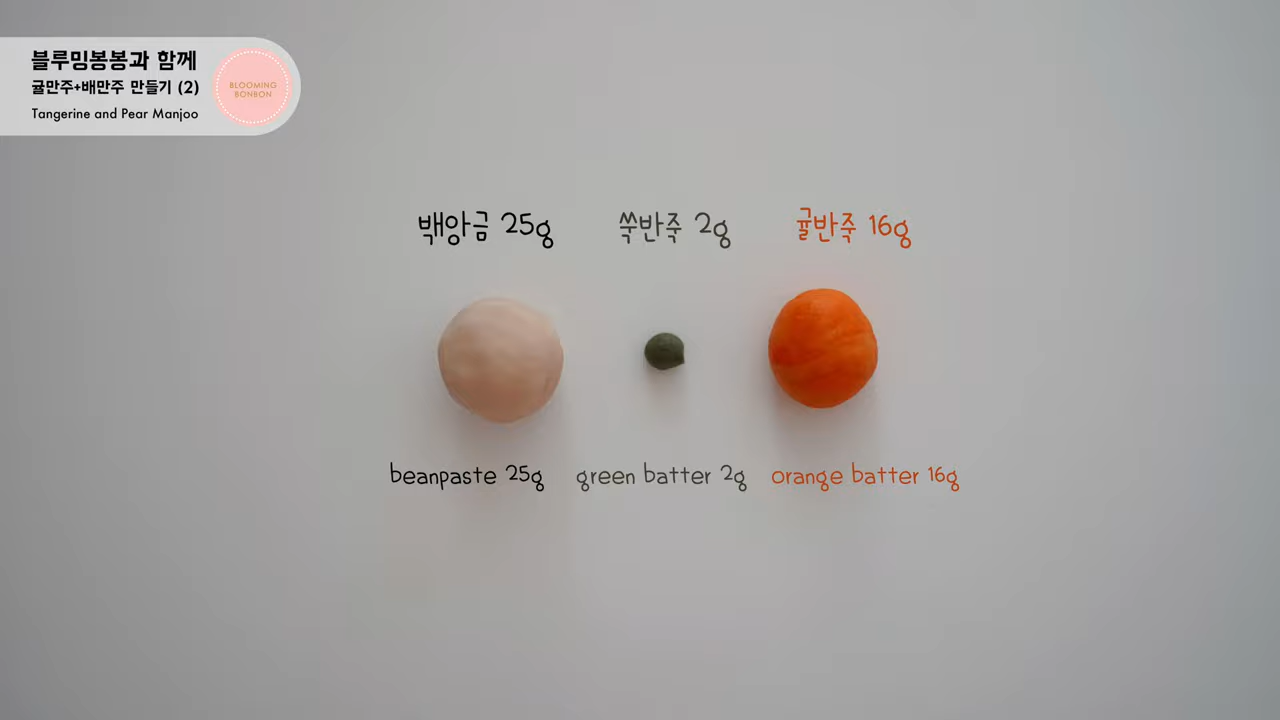 블루밍봉봉과 함께
귤만주+배만주 만들기 (2)
Tangerine and Pear Manjoo
BLOOMING
BONBON
백앙금 25g
쑥반죽 2g
귤반죽 16g
beanpaste 25g
green batter 2g
orange batter 16g